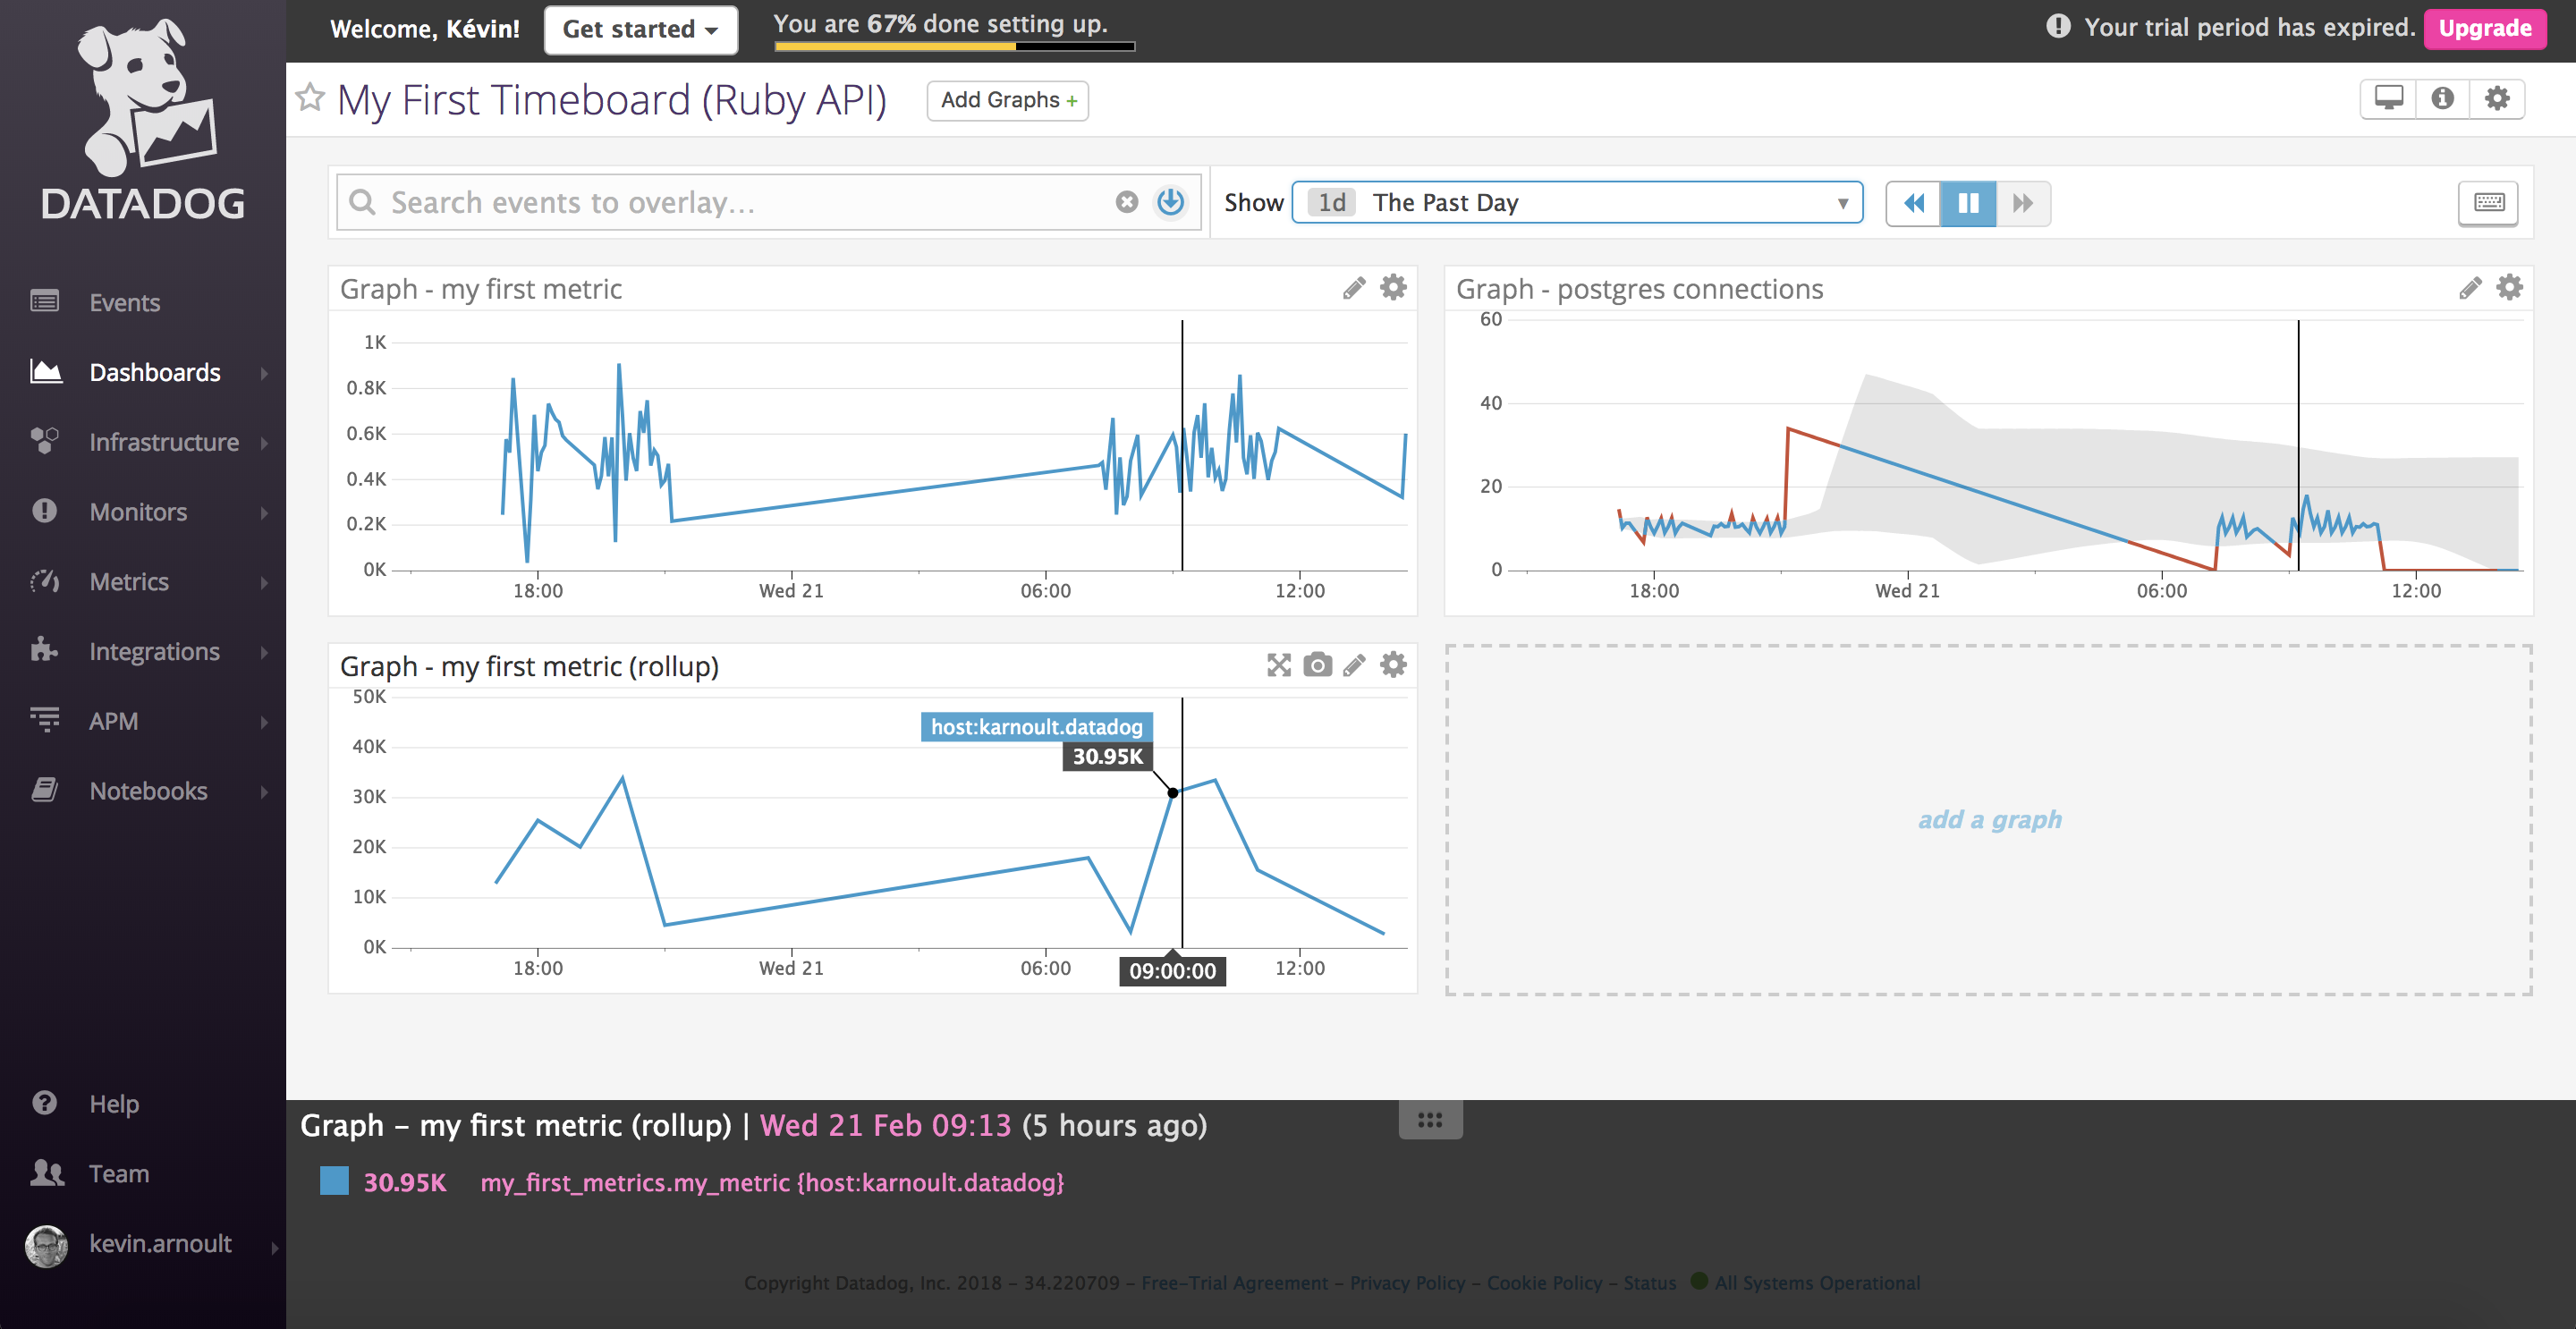 Welcome, Kévin!
Get started
You are 67% done setting up.
Your trial period has expired.
Upgrade
DATADOG
Events
Dashboards
Infrastructure
Monitors
Metrics
Integrations
APM
Notebooks
Help
Team
kevin.arnoult
My First Timeboard (Ruby API)
Add Graphs +
Search events to overlay...
Show
1d The Past Day
Graph - my first metric
1K
0.8K
0.6K
0.4K
0.2K
0K
18:00 Wed 21 06:00 12:00
Graph - postgres connections
60
40
20
0
18:00 Wed 21 06:00 12:00
Graph - my first metric (rollup)
50K
40K
30K
20K
10K
0K
host:karnoult.datadog
30.95K
18:00 Wed 21 06:00 09:00:00 12:00
add a graph
Graph - my first metric (rollup) | Wed 21 Feb 09:13 (5 hours ago)
30.95K my_first_metrics.my_metric {host:karnoult.datadog}
Copyright Datadog, Inc. 2018 - 34.220709 - Free-Trial Agreement - Privacy Policy - Cookie Policy - Status All Systems Operational